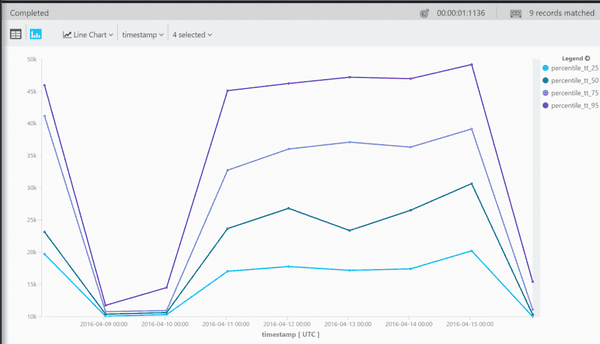 Completed
00:00:01:1136
9 records matched
Line Chart
timestamp
4 selected
Legend
percentile_tt_25
percentile_tt_50
percentile_tt_75
percentile_tt_95
50k
45k
40k
35k
30k
25k
20k
15k
10k
2016-04-09 00:00
2016-04-10 00:00
2016-04-11 00:00
2016-04-12 00:00
2016-04-13 00:00
2016-04-14 00:00
2016-04-15 00:00
timestamp [ UTC ]